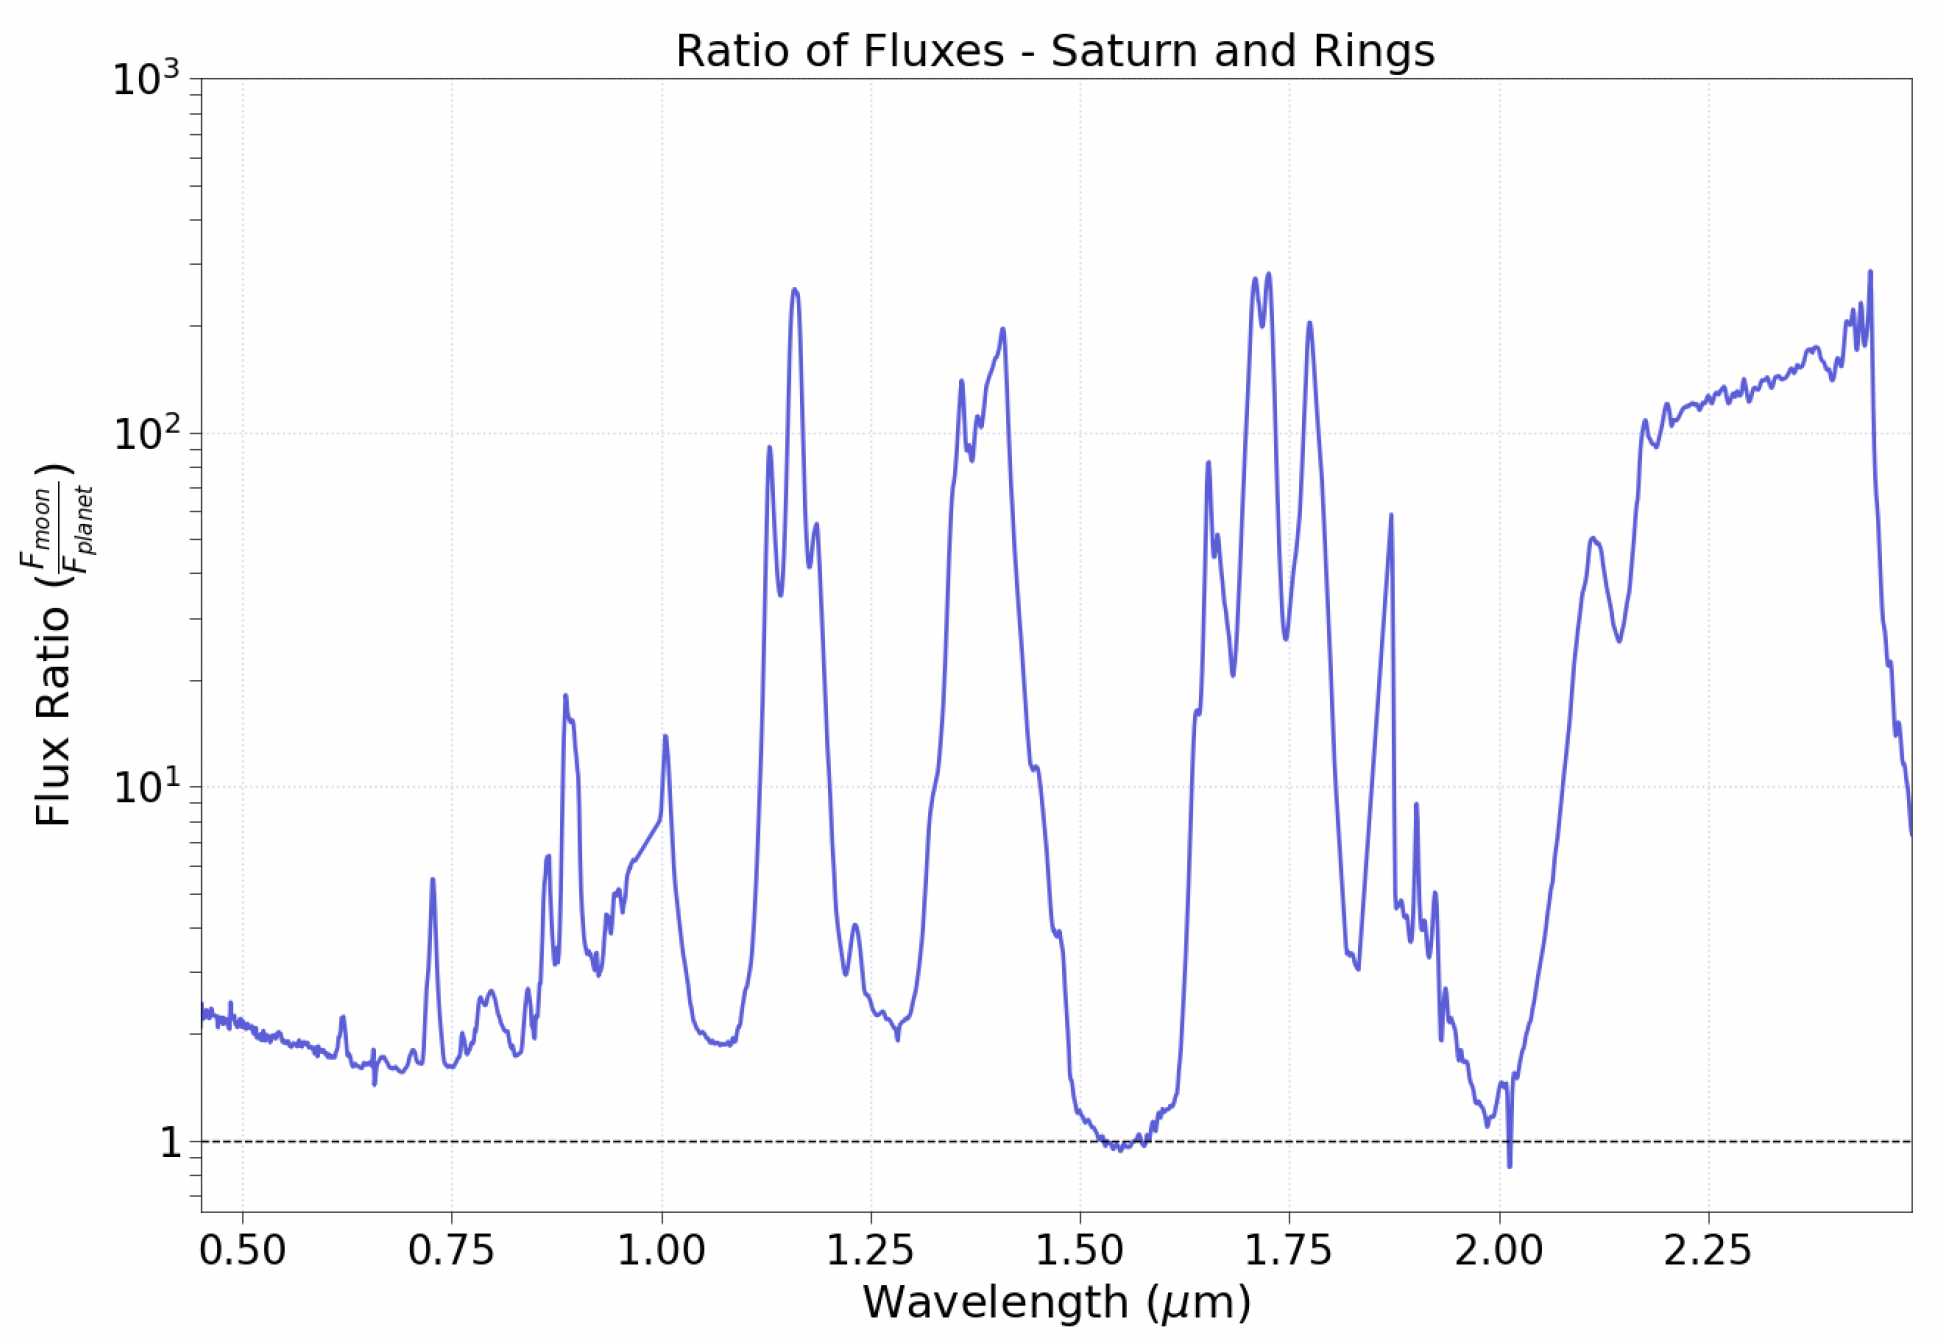 Ratio of Fluxes - Saturn and Rings
10³
10²
10¹
1
Flux Ratio (F_moon/F_planet)
0.50 0.75 1.00 1.25 1.50 1.75 2.00 2.25
Wavelength (μm)